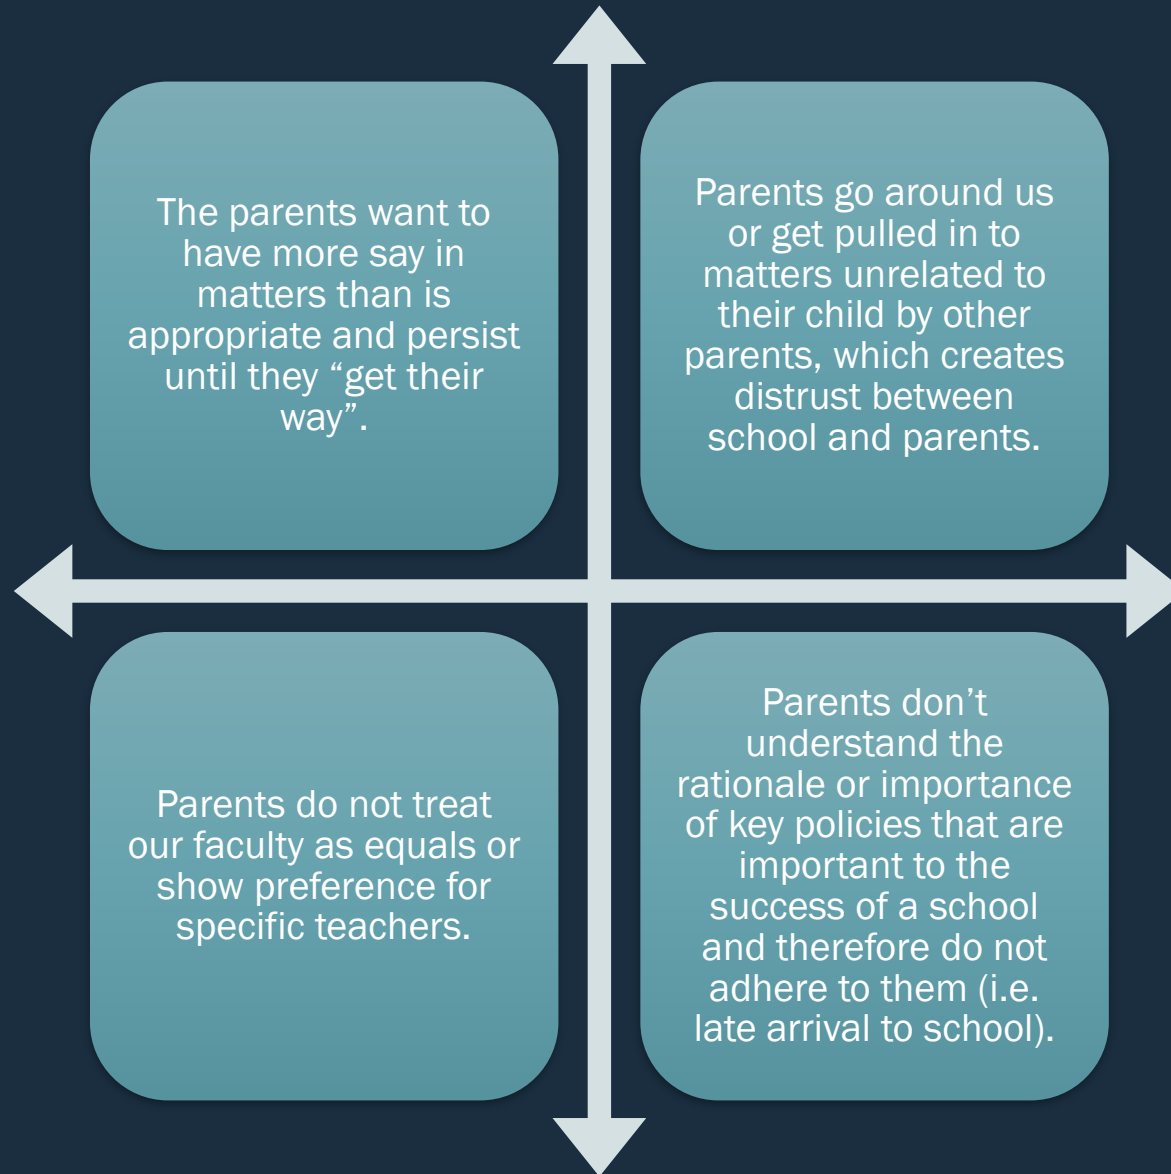 The parents want to
have more say in
matters than is
appropriate and persist
until they “get their
way”.
Parents go around us
or get pulled in to
matters unrelated to
their child by other
parents, which creates
distrust between
school and parents.
Parents do not treat
our faculty as equals or
show preference for
specific teachers.
Parents don’t
understand the
rationale or importance
of key policies that are
important to the
success of a school
and therefore do not
adhere to them (i.e.
late arrival to school).